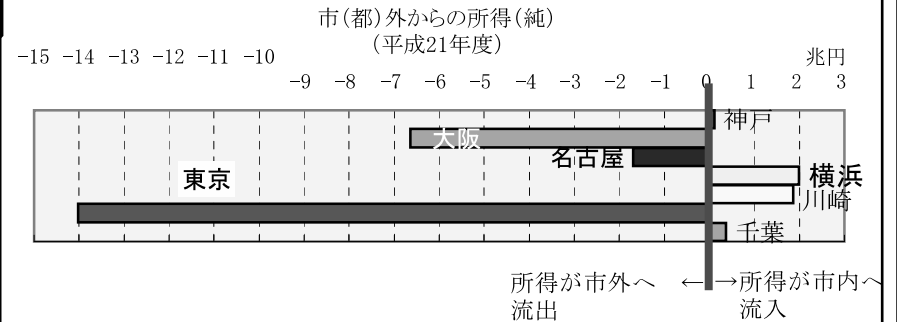 市(都)外からの所得(純)
(平成21年度)
-15 -14 -13 -12 -11 -10 兆円
-9 -8 -7 -6 -5 -4 -3 -2 -1 0 1 2 3
神戸
大阪
名古屋
横浜
東京
川崎
千葉
所得が市外へ ←→所得が市内へ
流出 流入